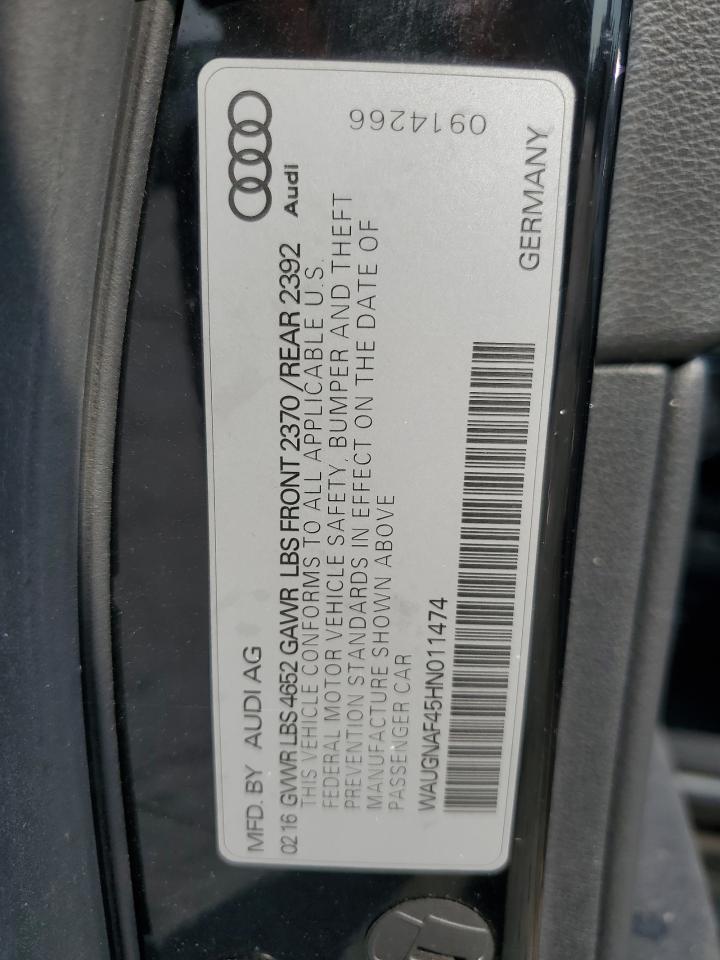 MFD. BY AUDI AG
02 16 GVWR LBS 4652 GAWR LBS FRONT 2370 / REAR 2392
THIS VEHICLE CONFORMS TO ALL APPLICABLE U.S.
FEDERAL MOTOR VEHICLE SAFETY, BUMPER AND THEFT
PREVENTION STANDARDS IN EFFECT ON THE DATE OF
MANUFACTURE SHOWN ABOVE
PASSENGER CAR
WAUGNAF45HN011474
Audi
GERMANY
0914266